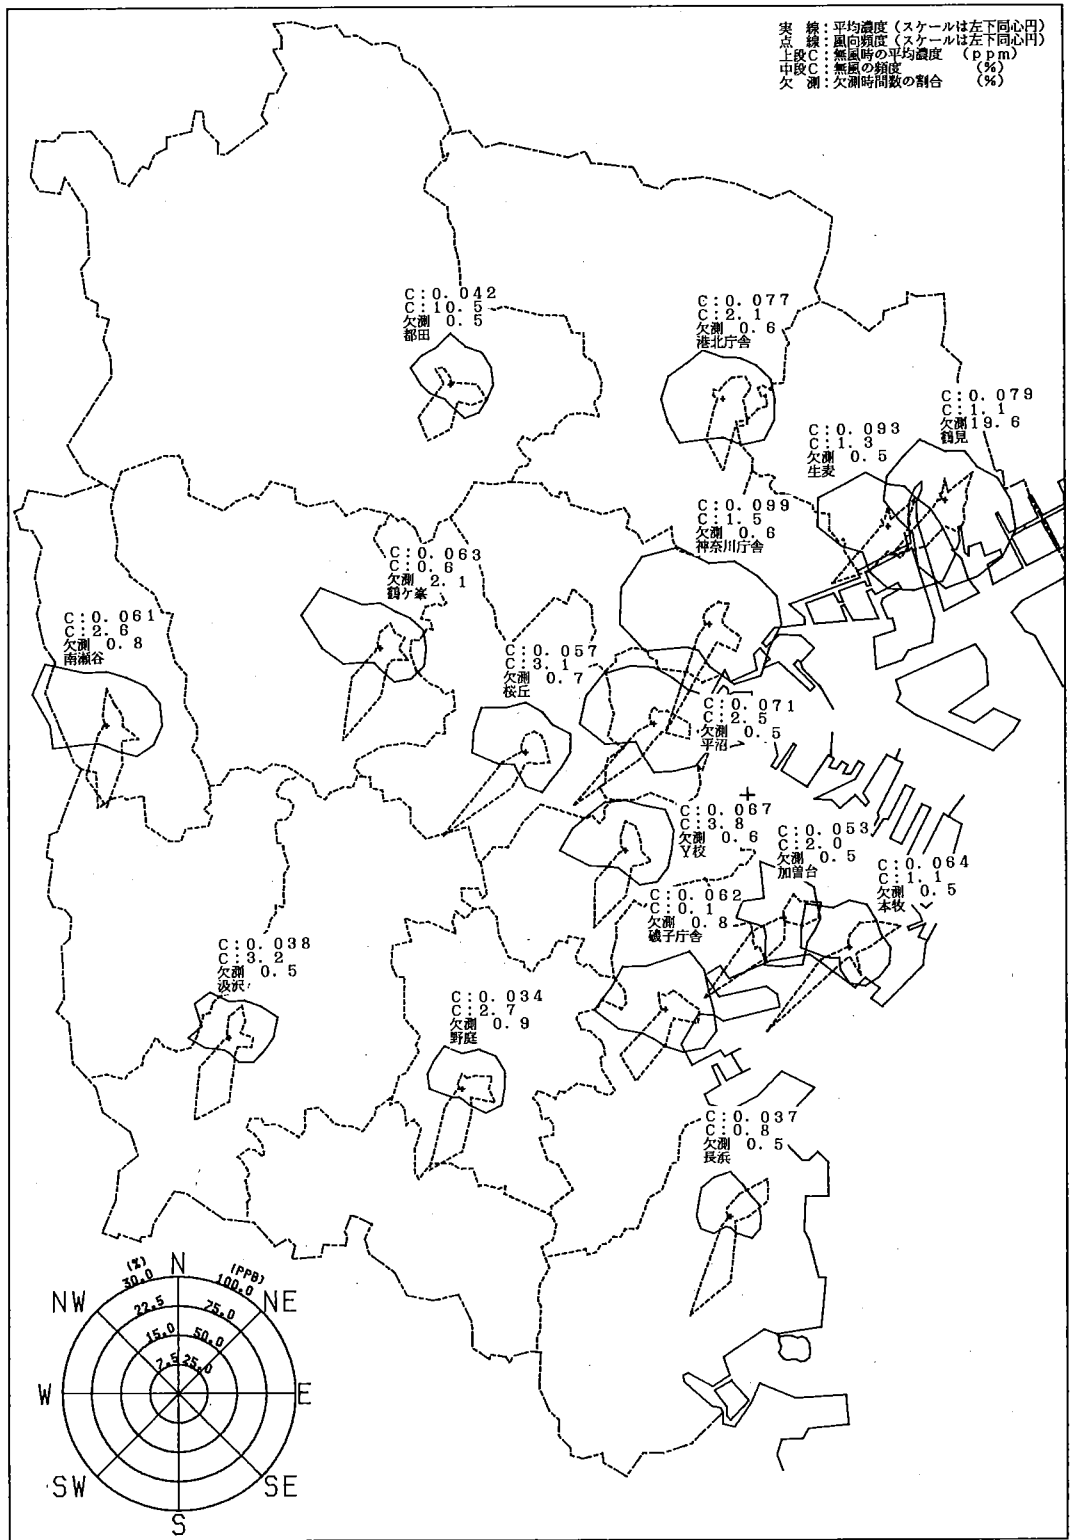 実 線：平均濃度（スケールは左下同心円）
点 線：風向頻度（スケールは左下同心円）
上段C：無風時の平均濃度 （ppm）
中段C：無風の頻度 （%）
欠 測：欠測時間数の割合 （%）
C：0．042
C：10．5
欠測 0．5
都田
C：0．077
C：2．1
欠測 0．6
港北庁舎
C：0．079
C：1．1
欠測19．6
鶴見
C：0．093
C：1．3
欠測 0．5
生麦
C：0．099
C：1．5
欠測 0．6
神奈川庁舎
C：0．063
C：0．6
欠測 2．1
鶴ケ峯
C：0．061
C：2．6
欠測 0．8
南瀬谷
C：0．057
C：3．1
欠測 0．7
桜丘
C：0．071
C：2．5
欠測 0．5
平沼
C：0．067
C：3．8
欠測 0．6
Y校
C：0．053
C：2．0
欠測 0．5
加曽台
C：0．064
C：1．1
欠測 0．5
本牧
C：0．062
C：0．1
欠測 0．8
磯子庁舎
C：0．038
C：3．2
欠測 0．5
汲沢
C：0．034
C：2．7
欠測 0．9
野庭
C：0．037
C：0．8
欠測 0．5
長浜
(%) N (PPB)
30.0 100.0
NW 22.5 75.0 NE
15.0 50.0
7.5 25.0
W E
SW SE
S